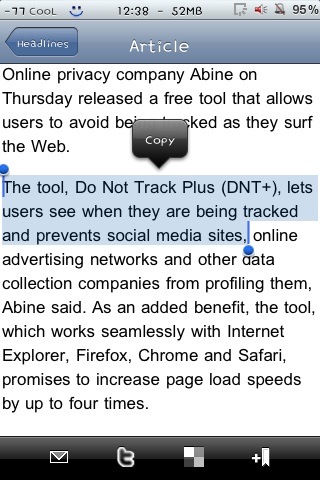 -77 CooL 12:38 - 52MB 95%
Headlines Article
Online privacy company Abine on
Thursday released a free tool that allows
users to avoid being tracked as they surf
the Web.
Copy
The tool, Do Not Track Plus (DNT+), lets
users see when they are being tracked
and prevents social media sites, online
advertising networks and other data
collection companies from profiling them,
Abine said. As an added benefit, the tool,
which works seamlessly with Internet
Explorer, Firefox, Chrome and Safari,
promises to increase page load speeds
by up to four times.